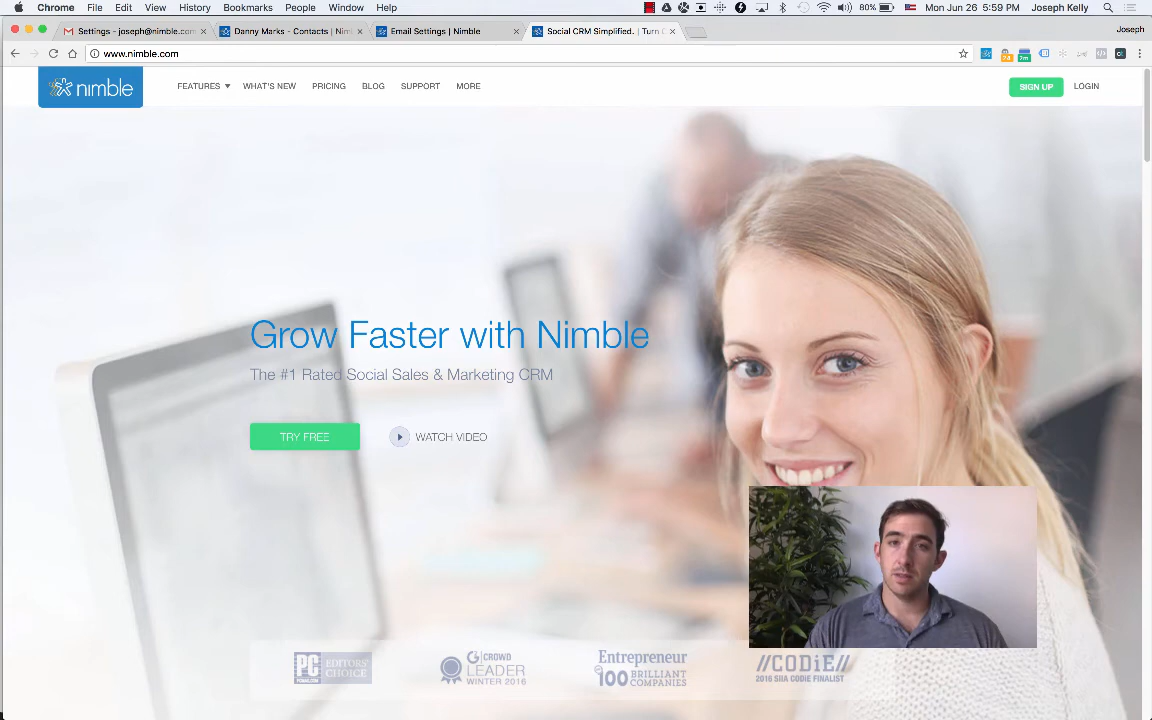 Chrome File Edit View History Bookmarks People Window Help
80% Mon Jun 26 5:59 PM Joseph Kelly
Settings - joseph@nimble.com
Danny Marks - Contacts | Nim
Email Settings | Nimble
Social CRM Simplified. | Turn
Joseph
www.nimble.com
nimble
FEATURES WHAT'S NEW PRICING BLOG SUPPORT MORE
SIGN UP LOGIN
Grow Faster with Nimble
The #1 Rated Social Sales & Marketing CRM
TRY FREE WATCH VIDEO
PC EDITORS' CHOICE
G CROWD LEADER WINTER 2016
Entrepreneur 100 BRILLIANT COMPANIES
//CODiE// 2016 SIIA CODIE FINALIST